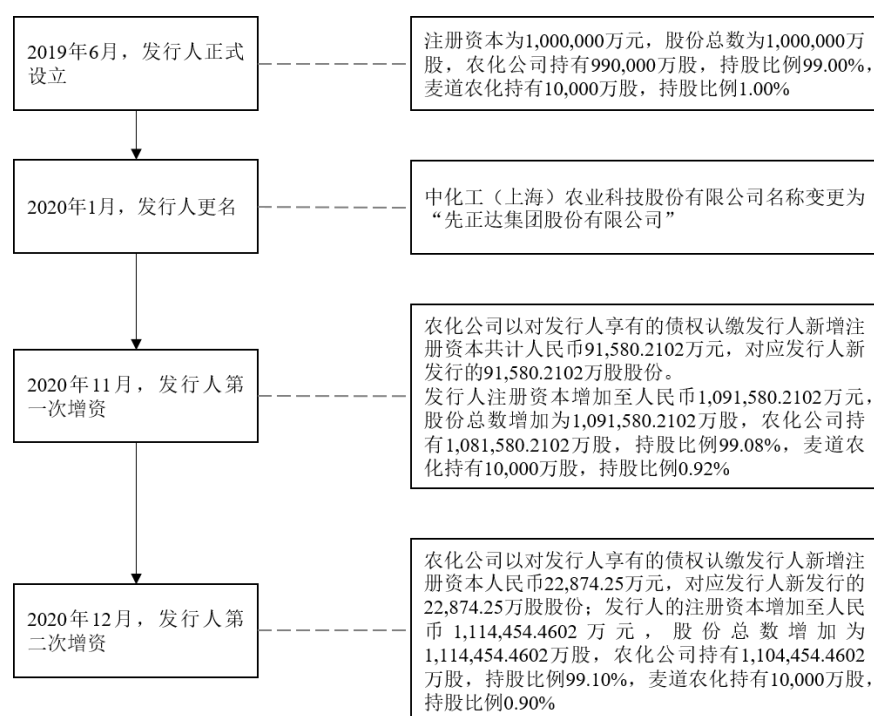 2019年6月，发行人正式
设立
注册资本为1,000,000万元，股份总数为1,000,000万
股，农化公司持有990,000万股，持股比例99.00%，
麦道农化持有10,000万股，持股比例1.00%
2020年1月，发行人更名
中化工（上海）农业科技股份有限公司名称变更为
“先正达集团股份有限公司”
2020年11月，发行人第
一次增资
农化公司以对发行人享有的债权认缴发行人新增注
册资本共计人民币91,580.2102万元，对应发行人新
发行的91,580.2102万股股份。
发行人注册资本增加至人民币1,091,580.2102万元，
股份总数增加为1,091,580.2102万股，农化公司持
有1,081,580.2102万股，持股比例99.08%，麦道农
化持有10,000万股，持股比例0.92%
2020年12月，发行人第
二次增资
农化公司以对发行人享有的债权认缴发行人新增注
册资本人民币22,874.25万元，对应发行人新发行的
22,874.25万股股份；发行人的注册资本增加至人民
币1,114,454.4602万元，股份总数增加为
1,114,454.4602万股，农化公司持有1,104,454.4602
万股，持股比例99.10%，麦道农化持有10,000万股，
持股比例0.90%